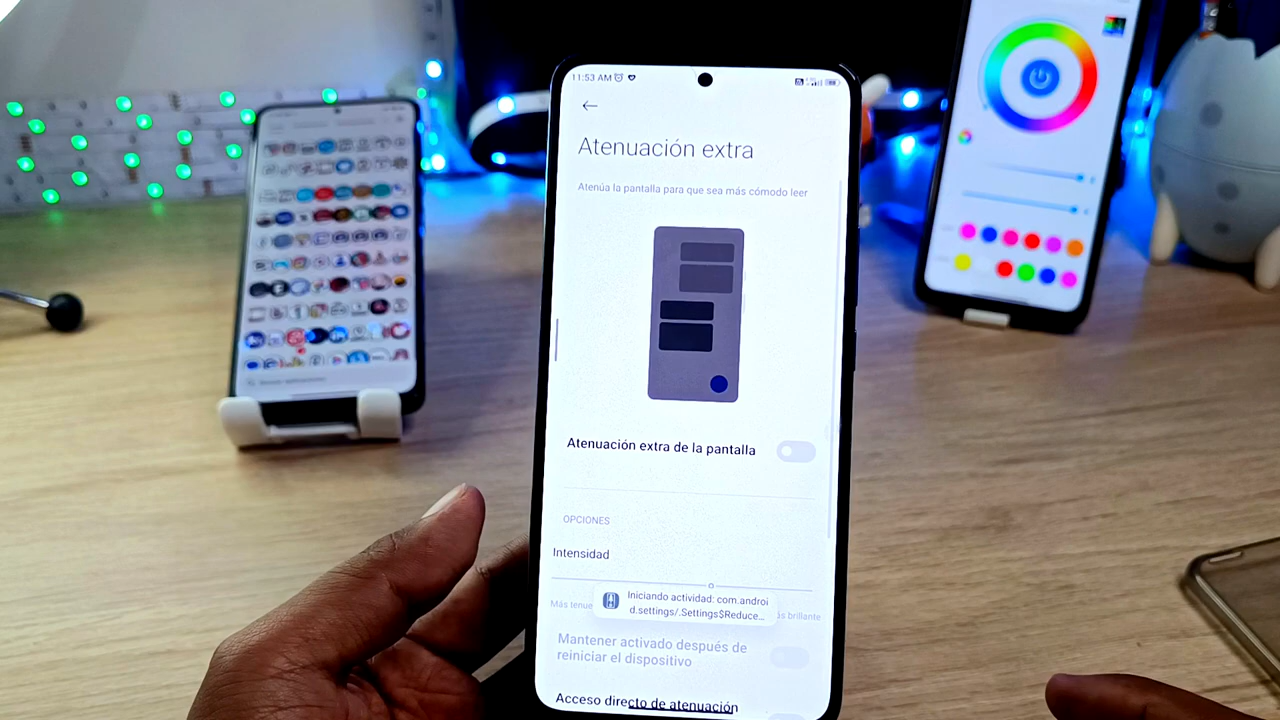 11:53 AM
Atenuación extra
Atenúa la pantalla para que sea más cómodo leer
Atenuación extra de la pantalla
OPCIONES
Intensidad
Iniciando actividad: com.androi
d.settings/.Settings$Reduce...
Más tenue
ás brillante
Mantener activado después de
reiniciar el dispositivo
Acceso directo de atenuación